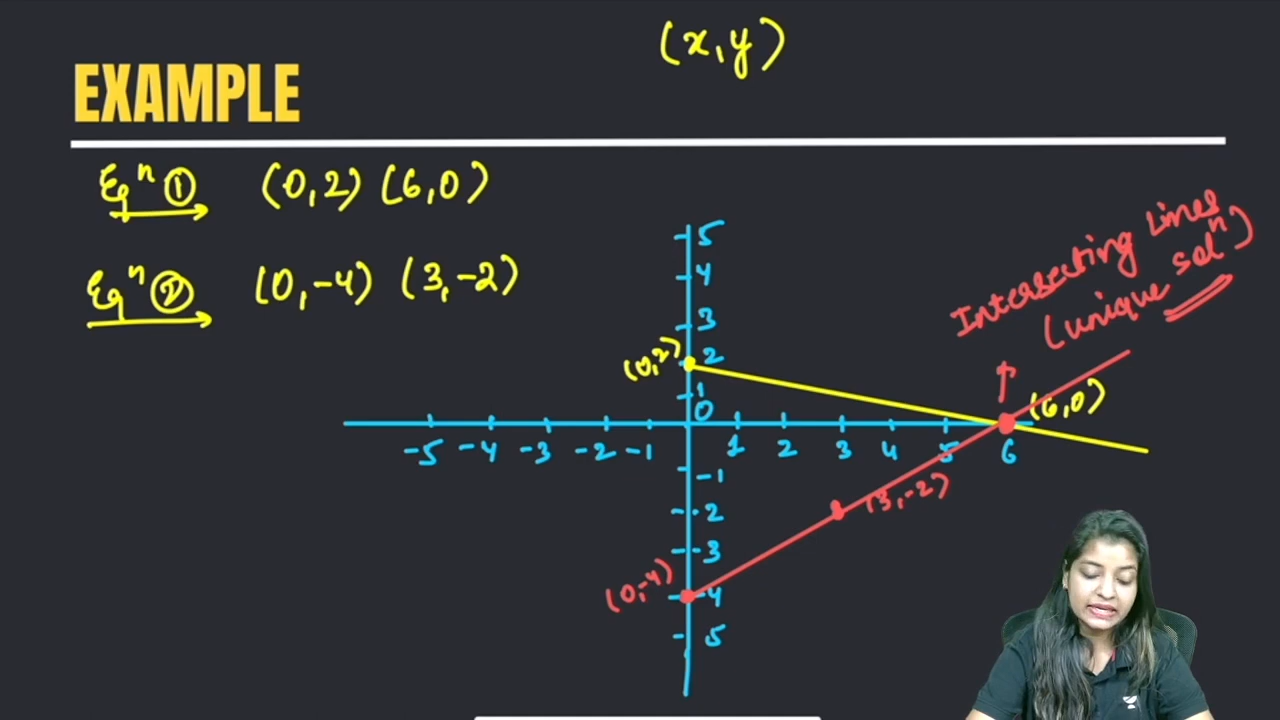 (x,y)
EXAMPLE
Eqⁿ ① (0,2) (6,0)
Eqⁿ ② (0,-4) (3,-2)
Intersecting Lines
(unique solⁿ)
5
4
3
(0,2) 2
1
0
(6,0)
-5 -4 -3 -2 -1 1 2 3 4 5 6
-1
-2
(3,-2)
-3
(0,-4) -4
5